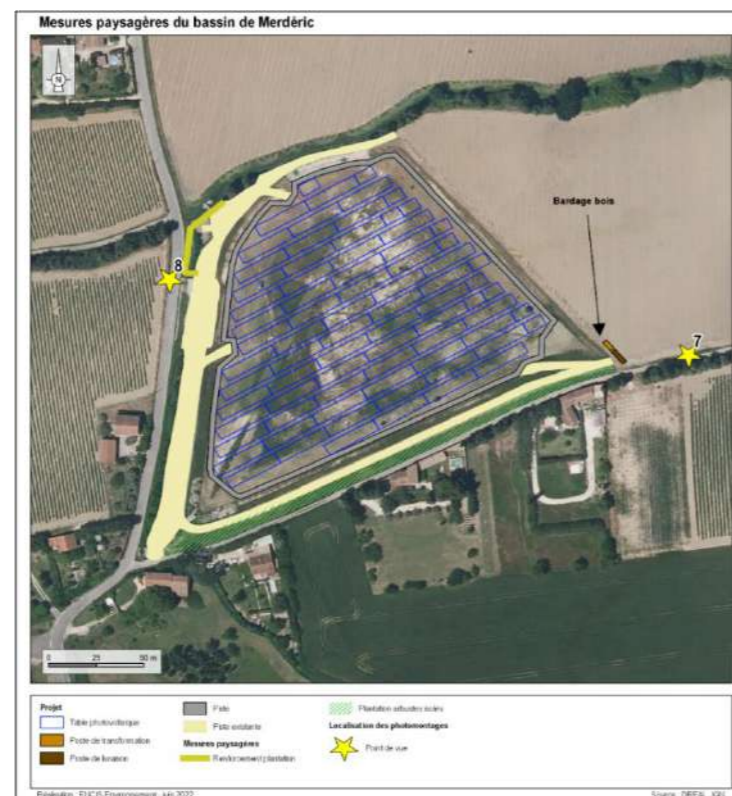 Mesures paysagères du bassin de Merdéric
N
Bardage bois
8
7
0 25 50 m
Projet
Table photovoltaïque
Poste de transformation
Poste de livraison
Piste
Piste existante
Mesures paysagères
Renforcement plantation
Plantation arbustes isolés
Localisation des photomontages
Point de vue
Réalisation : ENCIS Environnement, juin 2022
Source : DREAL, IGN